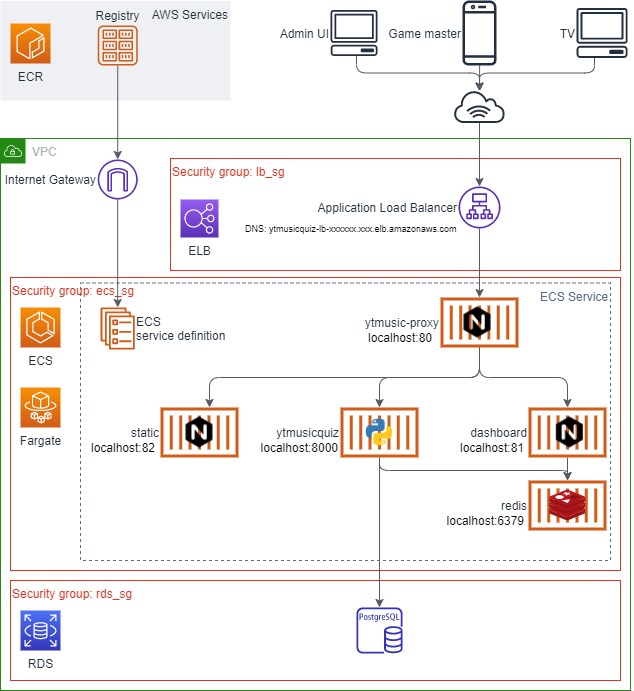 Registry
AWS Services
ECR
Admin UI
Game master
TV
VPC
Internet Gateway
Security group: lb_sg
Application Load Balancer
DNS: ytmusicquiz-lb-xxxxxx.xxx.elb.amazonaws.com
ELB
Security group: ecs_sg
ECS Service
ECS
service definition
ytmusic-proxy
localhost:80
ECS
Fargate
static
localhost:82
ytmusicquiz
localhost:8000
dashboard
localhost:81
redis
localhost:6379
Security group: rds_sg
PostgreSQL
RDS